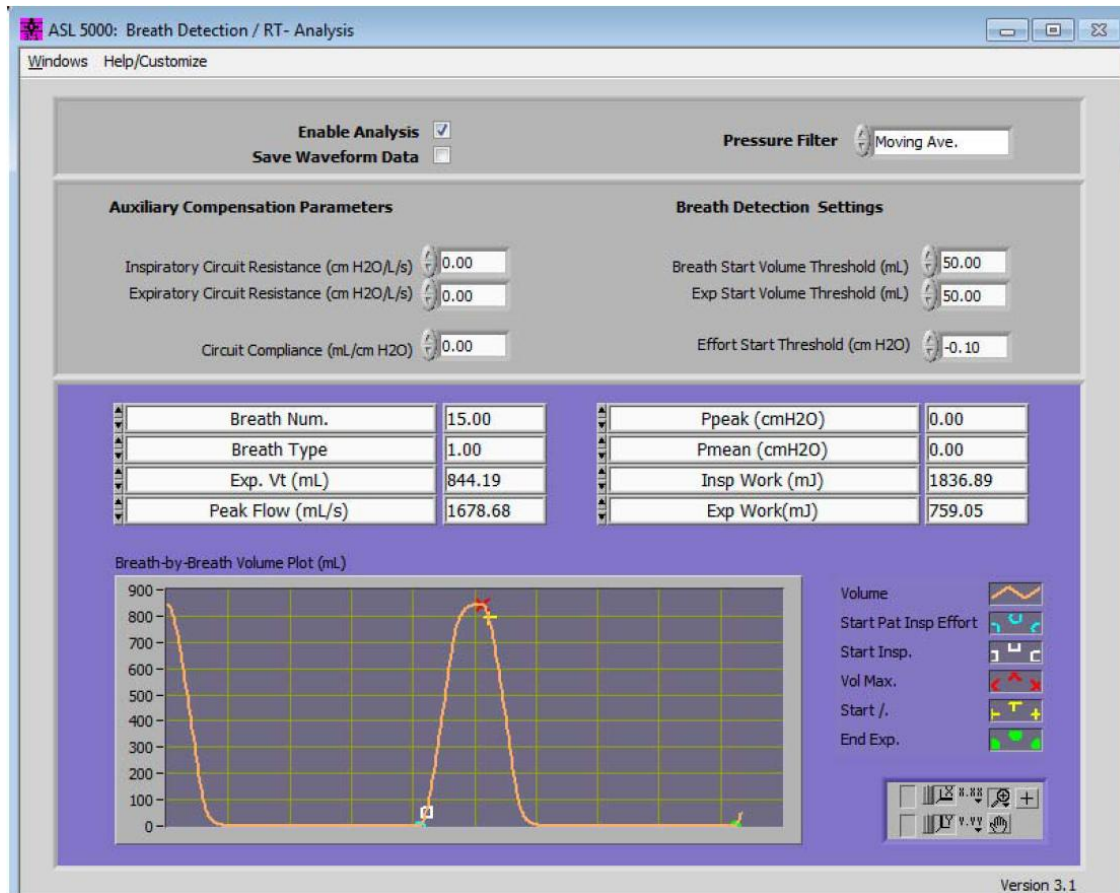 ASL 5000: Breath Detection / RT- Analysis
Windows Help/Customize
Enable Analysis
Save Waveform Data
Pressure Filter Moving Ave.
Auxiliary Compensation Parameters
Inspiratory Circuit Resistance (cm H2O/L/s) 0.00
Expiratory Circuit Resistance (cm H2O/L/s) 0.00
Circuit Compliance (mL/cm H2O) 0.00
Breath Detection Settings
Breath Start Volume Threshold (mL) 50.00
Exp Start Volume Threshold (mL) 50.00
Effort Start Threshold (cm H2O) -0.10
Breath Num. 15.00
Breath Type 1.00
Exp. Vt (mL) 844.19
Peak Flow (mL/s) 1678.68
Ppeak (cmH2O) 0.00
Pmean (cmH2O) 0.00
Insp Work (mJ) 1836.89
Exp Work(mJ) 759.05
Breath-by-Breath Volume Plot (mL)
900
800
700
600
500
400
300
200
100
0
Volume
Start Pat Insp Effort
Start Insp.
Vol Max.
Start /.
End Exp.
X X.XX
Y Y.YY
Version 3.1